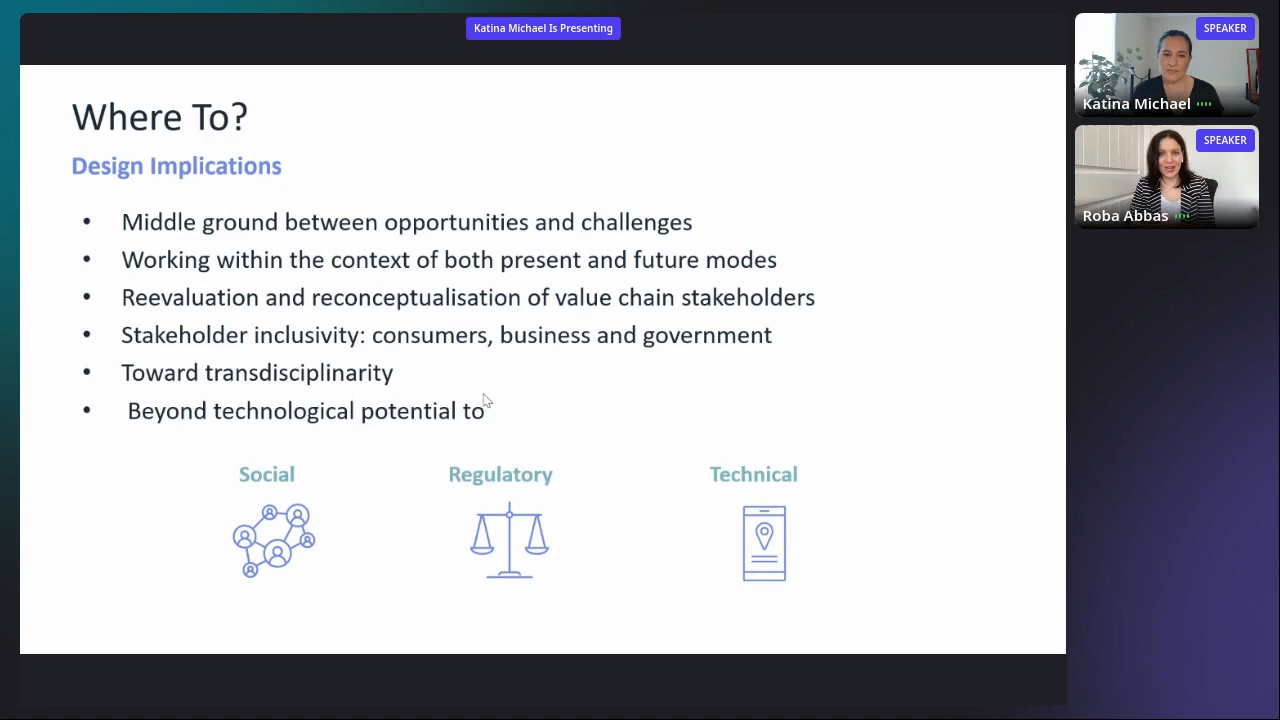 Katina Michael Is Presenting
SPEAKER
Katina Michael
SPEAKER
Roba Abbas
Where To?
Design Implications
• Middle ground between opportunities and challenges
• Working within the context of both present and future modes
• Reevaluation and reconceptualisation of value chain stakeholders
• Stakeholder inclusivity: consumers, business and government
• Toward transdisciplinarity
• Beyond technological potential to
Social Regulatory Technical